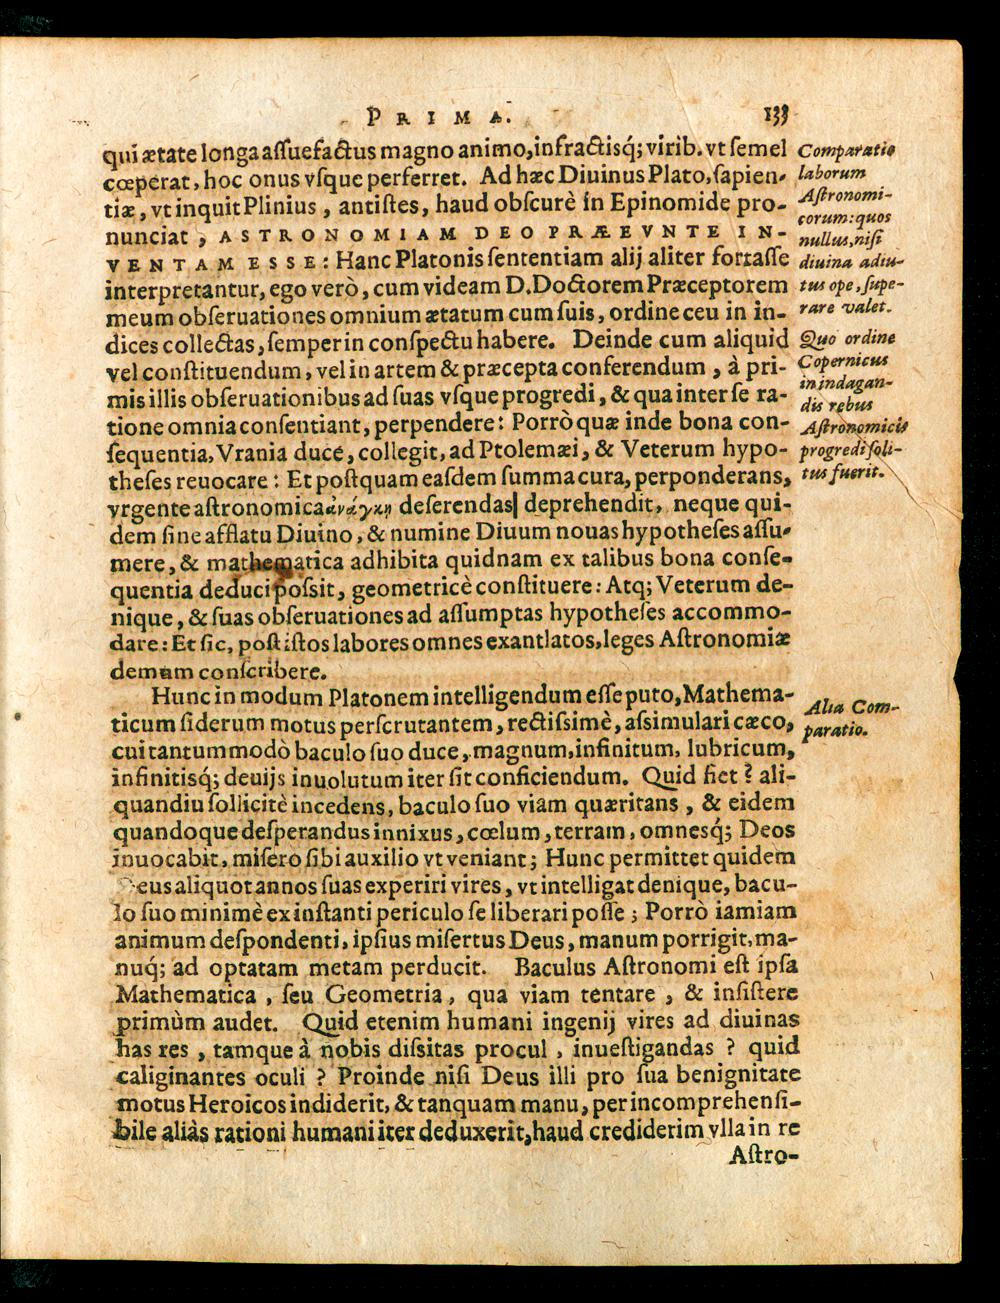 PRIMA. 133
qui ætate longa aſſuefactus magno animo, infractisq́; virib. vt ſemel
cœperat, hoc onus vſque perferret. Ad hæc Diuinus Plato, ſapien-
tiæ, vt inquit Plinius, antiſtes, haud obſcurè in Epinomide pro-
nunciat, ASTRONOMIAM DEO PRÆEVNTE IN-
VENTAM ESSE: Hanc Platonis ſententiam alij aliter fortaſſe
interpretantur, ego verò, cum videam D. Doctorem Præceptorem
meum obſeruationes omnium ætatum cum ſuis, ordine ceu in in-
dices collectas, ſemper in conſpectu habere. Deinde cum aliquid
vel conſtituendum, vel in artem & præcepta conferendum, à pri-
mis illis obſeruationibus ad ſuas vſque progredi, & qua inter ſe ra-
tione omnia conſentiant, perpendere: Porrò quæ inde bona con-
ſequentia, Vrania duce, collegit, ad Ptolemæi, & Veterum hypo-
theſes reuocare: Et poſtquam eaſdem ſumma cura, perponderans,
vrgente aſtronomica ἀνάγκη deſerendas deprehendit, neque qui-
dem ſine afflatu Diuino, & numine Diuum nouas hypotheſes aſſu-
mere, & mathematica adhibita quidnam ex talibus bona conſe-
quentia deduci poſsit, geometricè conſtituere: Atq; Veterum de-
nique, & ſuas obſeruationes ad aſſumptas hypotheſes accommo-
dare: Et ſic, poſt iſtos labores omnes exantlatos, leges Aſtronomiæ
demum conſcribere.
Hunc in modum Platonem intelligendum eſſe puto, Mathema-
ticum ſiderum motus perſcrutantem, rectiſsimè, aſsimulari cæco,
cui tantummodò baculo ſuo duce, magnum, infinitum, lubricum,
infinitisq́; deuijs inuolutum iter ſit conficiendum. Quid fiet? ali-
quandiu ſollicitè incedens, baculo ſuo viam quæritans, & eidem
quandoque deſperandus innixus, cœlum, terram, omnesq́; Deos
inuocabit, miſero ſibi auxilio vt veniant; Hunc permittet quidem
Deus aliquot annos ſuas experiri vires, vt intelligat denique, bacu-
lo ſuo minimè ex inſtanti periculo ſe liberari poſſe; Porrò iamiam
animum deſpondenti, ipſius miſertus Deus, manum porrigit, ma-
nuq́; ad optatam metam perducit. Baculus Aſtronomi eſt ipſa
Mathematica, ſeu Geometria, qua viam tentare, & inſiſtere
primùm audet. Quid etenim humani ingenij vires ad diuinas
has res, tamque à nobis diſsitas procul, inueſtigandas? quid
caliginantes oculi? Proinde niſi Deus illi pro ſua benignitate
motus Heroicos indiderit, & tanquam manu, per incomprehenſi-
bile aliàs rationi humani iter deduxerit, haud crediderim vlla in re
Aſtro-
Comparatio
laborum
Aſtronomi-
corum: quos
nullus, niſi
diuina adiu-
tus ope, ſupe-
rare valet.
Quo ordine
Copernicus
in indagan-
dis rebus
Aſtronomicis
progredi ſoli-
tus fuerit.
Alia Com-
paratio.